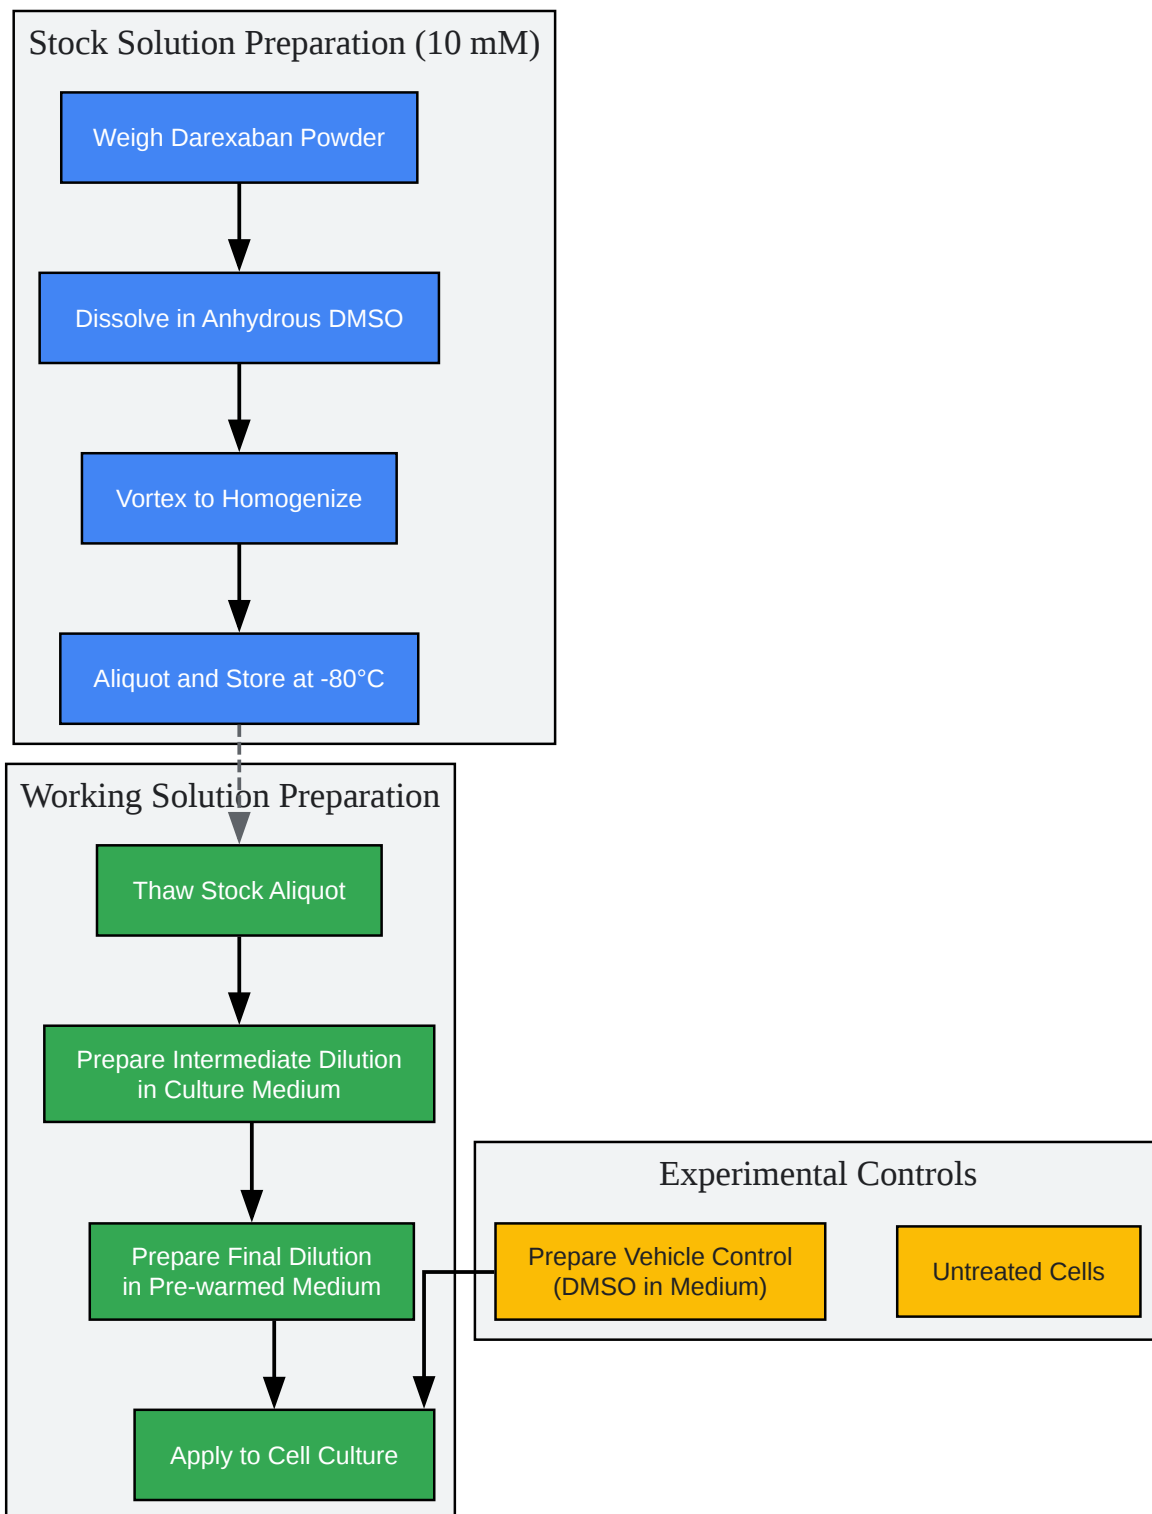 Stock Solution Preparation (10 mM)
Weigh Darexaban Powder
Dissolve in Anhydrous DMSO
Vortex to Homogenize
Aliquot and Store at -80°C
Working Solution Preparation
Thaw Stock Aliquot
Prepare Intermediate Dilution
in Culture Medium
Experimental Controls
Prepare Final Dilution
in Pre-warmed Medium
Prepare Vehicle Control
(DMSO in Medium)
Untreated Cells
Apply to Cell Culture